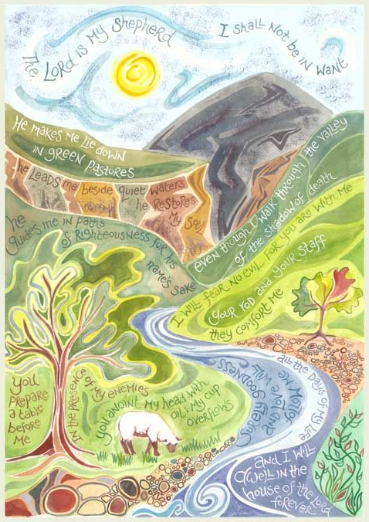 The Lord is My Shepherd
I shall Not be in want
He makes Me lie down
in green pastures
he leads me beside quiet waters
he Restores
My soul
he
guides me in paths
of Righteousness for his
name's sake
even though I walk through the valley
of the shadow of death
I will fear no evil for you are with Me
your rod and your staff
they comfort me
You
prepare
a table
before
Me
in the presence of my enemies
You anoint my head with
oil; My cup
overflows
goodness
and love
will follow me
all the days of my life
and I will
dwell in the
house of the Lord
forever